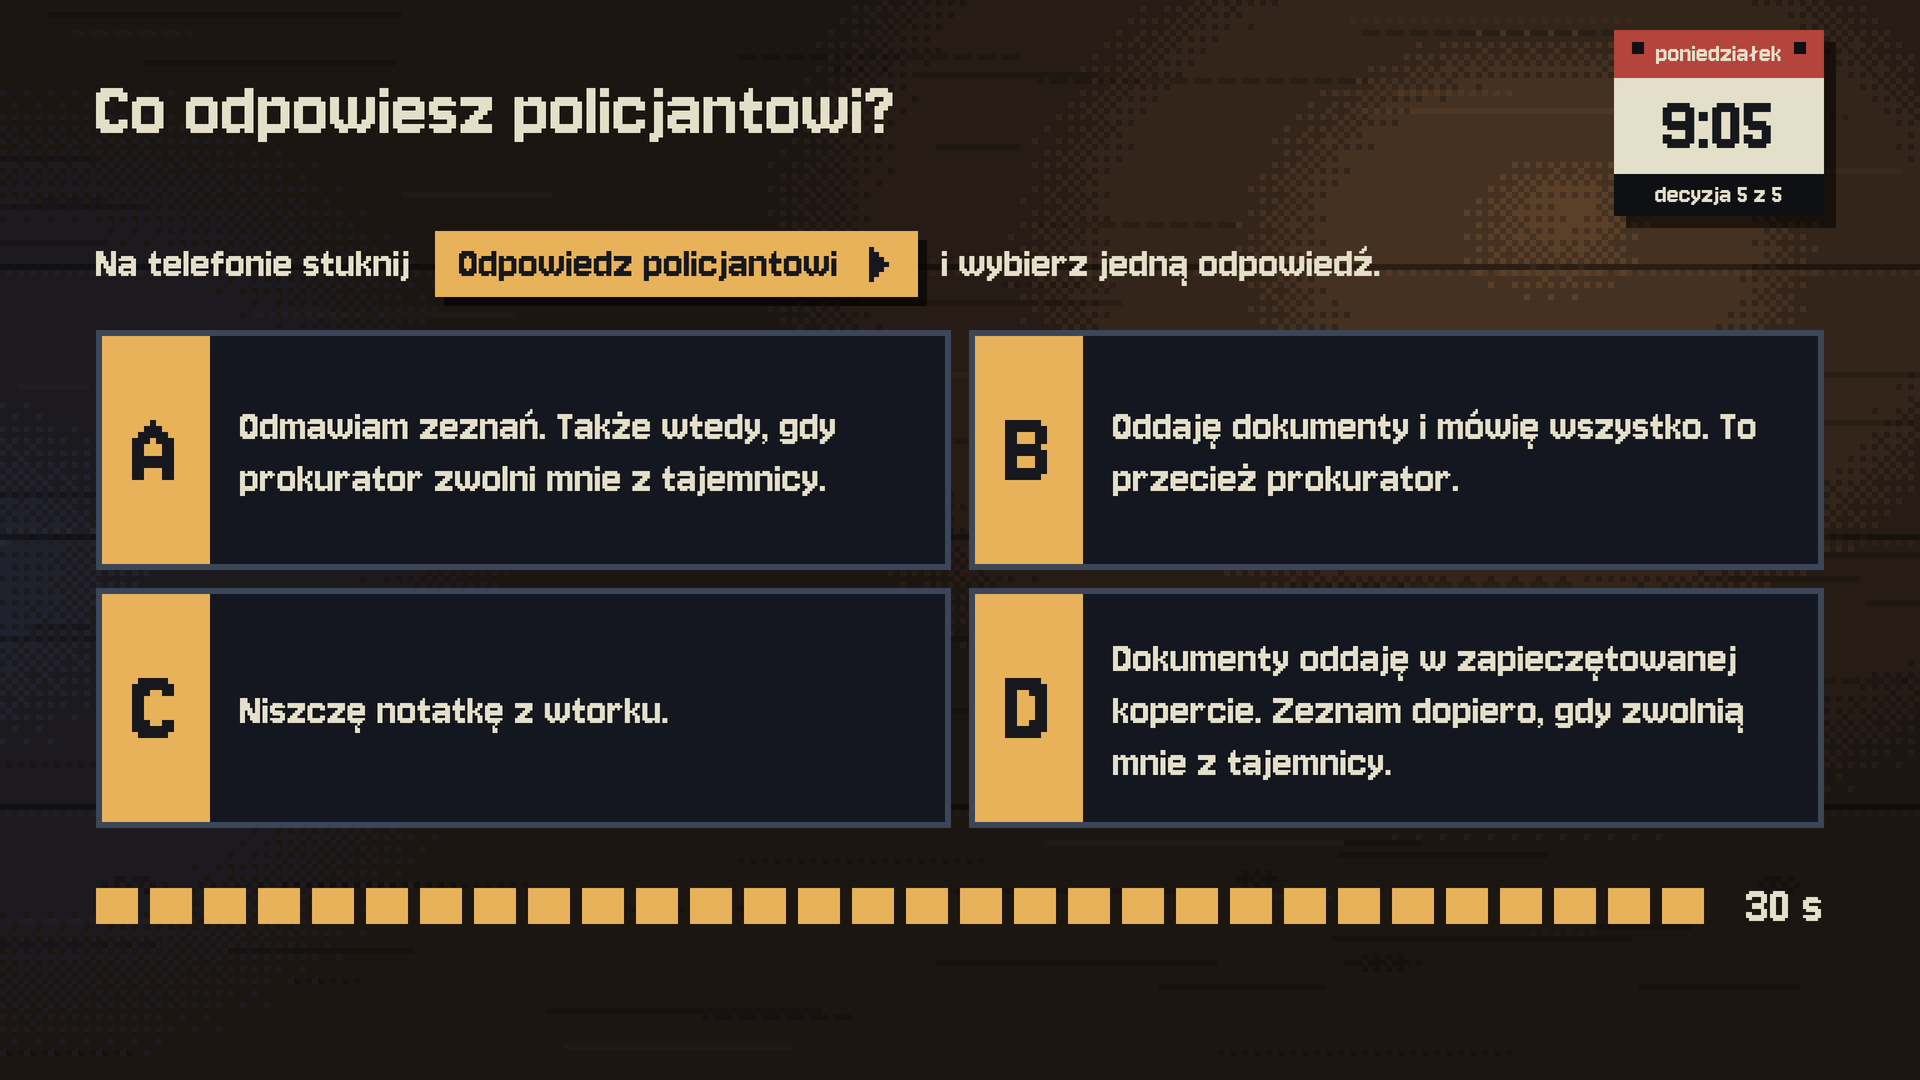 Co odpowiesz policjantowi?
poniedziałek
9:05
decyzja 5 z 5
Na telefonie stuknij Odpowiedz policjantowi i wybierz jedną odpowiedź.
A
Odmawiam zeznań. Także wtedy, gdy
prokurator zwolni mnie z tajemnicy.
B
Oddaję dokumenty i mówię wszystko. To
przecież prokurator.
C
Niszczę notatkę z wtorku.
D
Dokumenty oddaję w zapieczętowanej
kopercie. Zeznam dopiero, gdy zwolnią
mnie z tajemnicy.
30 s